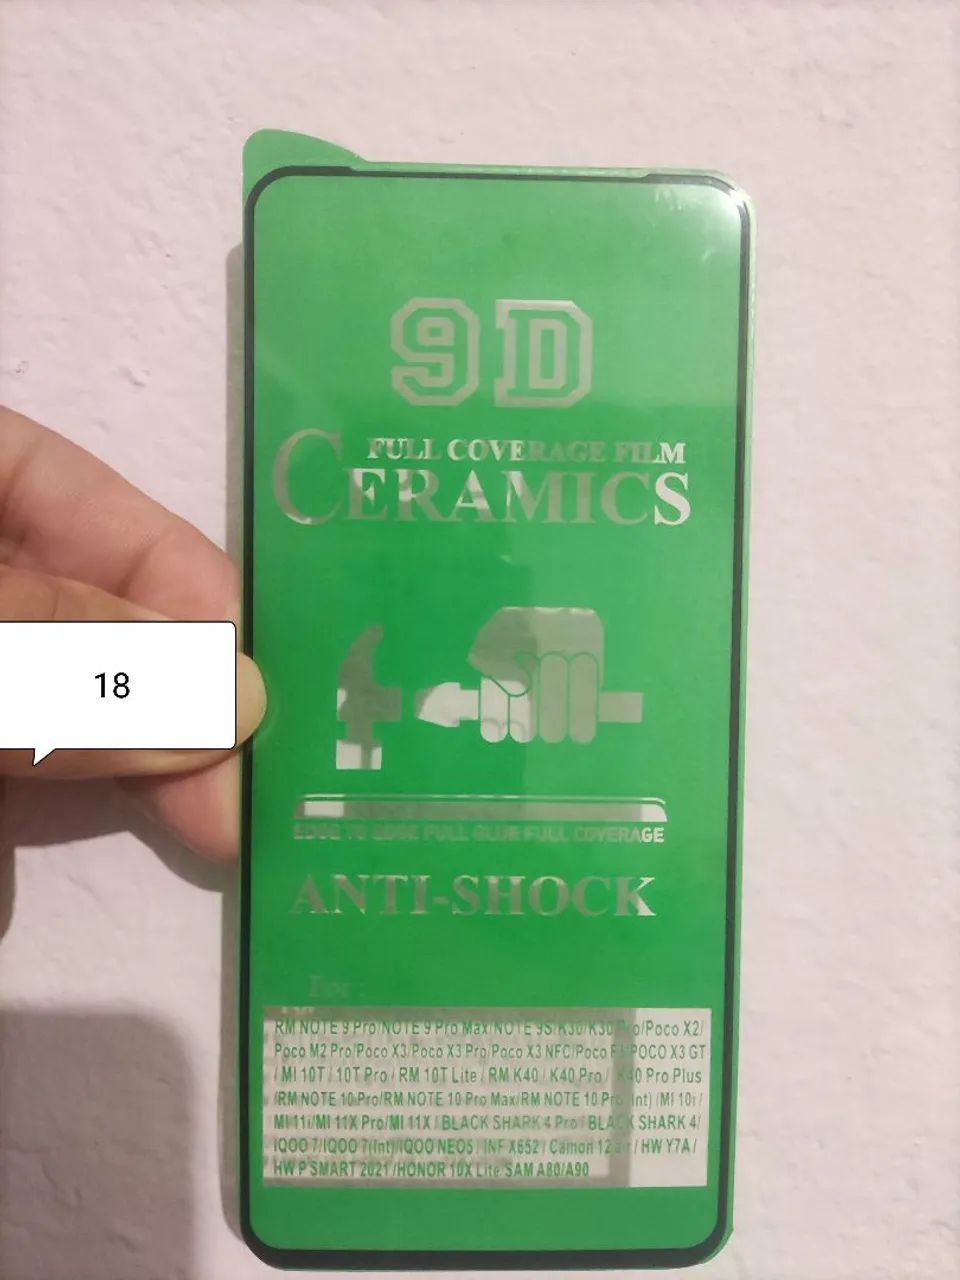 9D
FULL COVERAGE FILM
CERAMICS
18
EDGE TO EDGE FULL GLUE FULL COVERAGE
ANTI-SHOCK
For :
RM NOTE 9 Pro/NOTE 9 Pro Max/NOTE 9S/K30/K30 Pro/Poco X2/
Poco M2 Pro/Poco X3/Poco X3 Pro/Poco X3 NFC/Poco F3/POCO X3 GT
/ MI 10T / 10T Pro / RM 10T Lite / RM K40 / K40 Pro / K40 Pro Plus
/RM NOTE 10 Pro/RM NOTE 10 Pro Max/RM NOTE 10 Pro (Int) /MI 10i /
MI 11i/MI 11X Pro/MI 11X / BLACK SHARK 4 Pro / BLACK SHARK 4/
IQOO 7/IQOO 7(Int)/IQOO NEO5 / INF X652 / Camon 12 air / HW Y7A /
HW P SMART 2021 /HONOR 10X Lite/SAM A80/A90